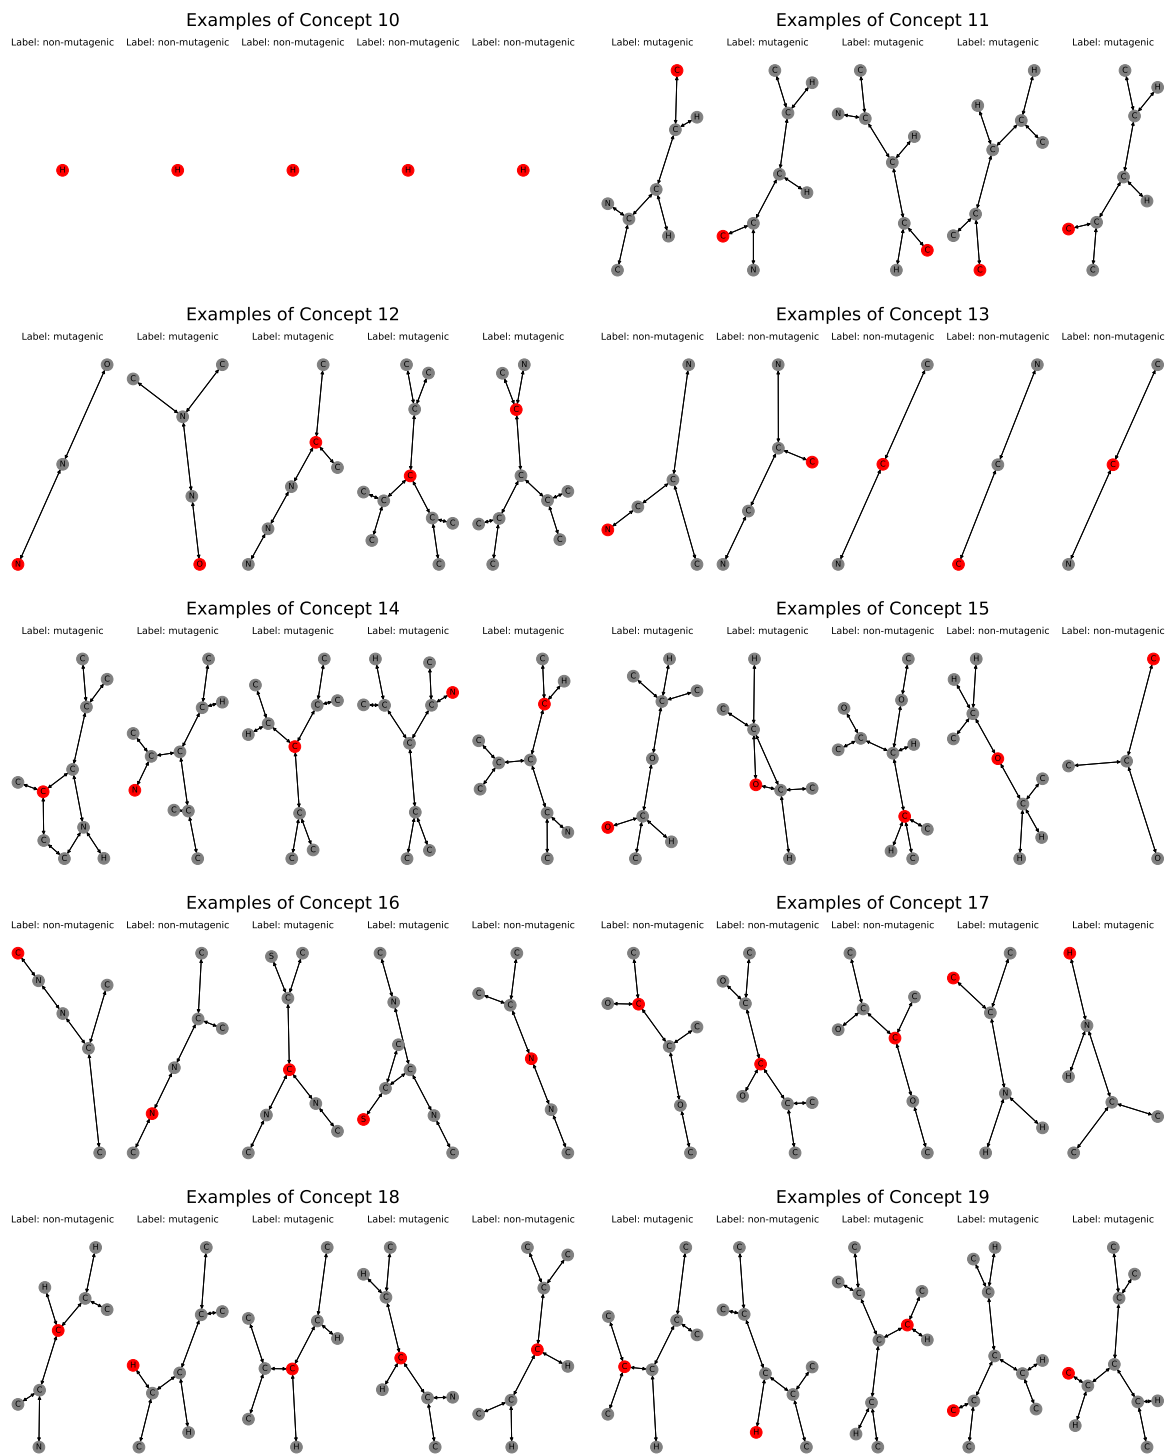 Examples of Concept 10
Label: non-mutagenic Label: non-mutagenic Label: non-mutagenic Label: non-mutagenic Label: non-mutagenic
H H H H H
Examples of Concept 11
Label: mutagenic Label: mutagenic Label: mutagenic Label: mutagenic Label: mutagenic
C C H N C H C
C H C H C N C
C N C H H C C
H H C C C C C
C H C H C C C
Examples of Concept 12
Label: mutagenic Label: mutagenic Label: mutagenic Label: mutagenic Label: mutagenic
O N N
C C N N O
C C C N N N
C C C C C C C C C C
C N C C C C C C C C
Examples of Concept 13
Label: non-mutagenic Label: non-mutagenic Label: non-mutagenic Label: non-mutagenic Label: non-mutagenic
N C C N C
N C C C N
C C N
N C C
C C N
Examples of Concept 14
Label: mutagenic Label: mutagenic Label: mutagenic Label: mutagenic Label: mutagenic
C C C C C C C N C H
C C H C C C N C C C
C C C C C H C C C C
H C C C N C C C C C
C C H C C C C C N C
Examples of Concept 15
Label: mutagenic Label: mutagenic Label: non-mutagenic Label: non-mutagenic Label: non-mutagenic
H C C C O O C H C
H C C O C C H
C O O C C H C C H C
H H C C O C C H H
C C C O
Examples of Concept 16
Label: non-mutagenic Label: non-mutagenic Label: mutagenic Label: mutagenic Label: non-mutagenic
C N C N C C
C C C N N C
S C C C N N C C
C N C C C S N C
C C C N N C
Examples of Concept 17
Label: non-mutagenic Label: non-mutagenic Label: non-mutagenic Label: mutagenic Label: mutagenic
C O C C C O C
C O C C O C C C
C C O C C O C
C C C N H H
H N H C C C
Examples of Concept 18
Label: non-mutagenic Label: mutagenic Label: mutagenic Label: mutagenic Label: non-mutagenic
H H C C C C C N
C C C H C C H C
C C C H C C C C H
C H C C H C N C
C C C C H C C H
Examples of Concept 19
Label: mutagenic Label: non-mutagenic Label: mutagenic Label: mutagenic Label: mutagenic
C C C C C C C H
C C C C C C H C
C C C C C C H C H C
H C C C C H C C C C
C C C C C C H C H C